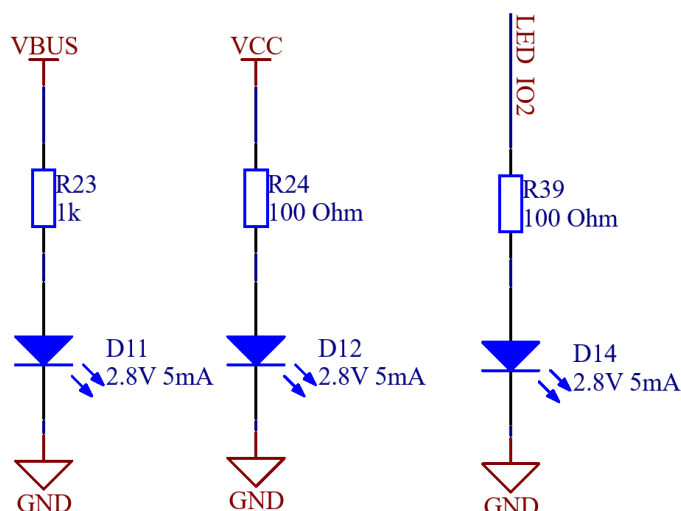 VBUS
R23
1k
D11
2.8V 5mA
GND
VCC
R24
100 Ohm
D12
2.8V 5mA
GND
LED IO2
R39
100 Ohm
D14
2.8V 5mA
GND